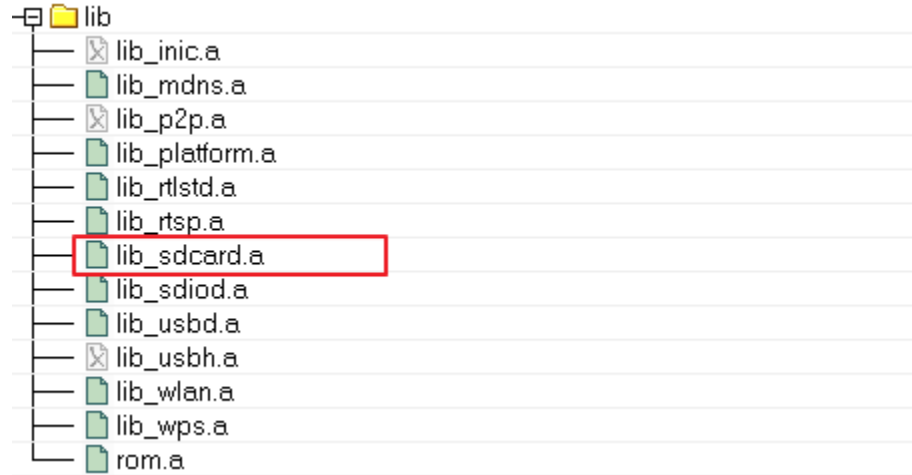 lib
lib_inic.a
lib_mdns.a
lib_p2p.a
lib_platform.a
lib_rtlstd.a
lib_rtsp.a
lib_sdcard.a
lib_sdiod.a
lib_usbd.a
lib_usbh.a
lib_wlan.a
lib_wps.a
rom.a